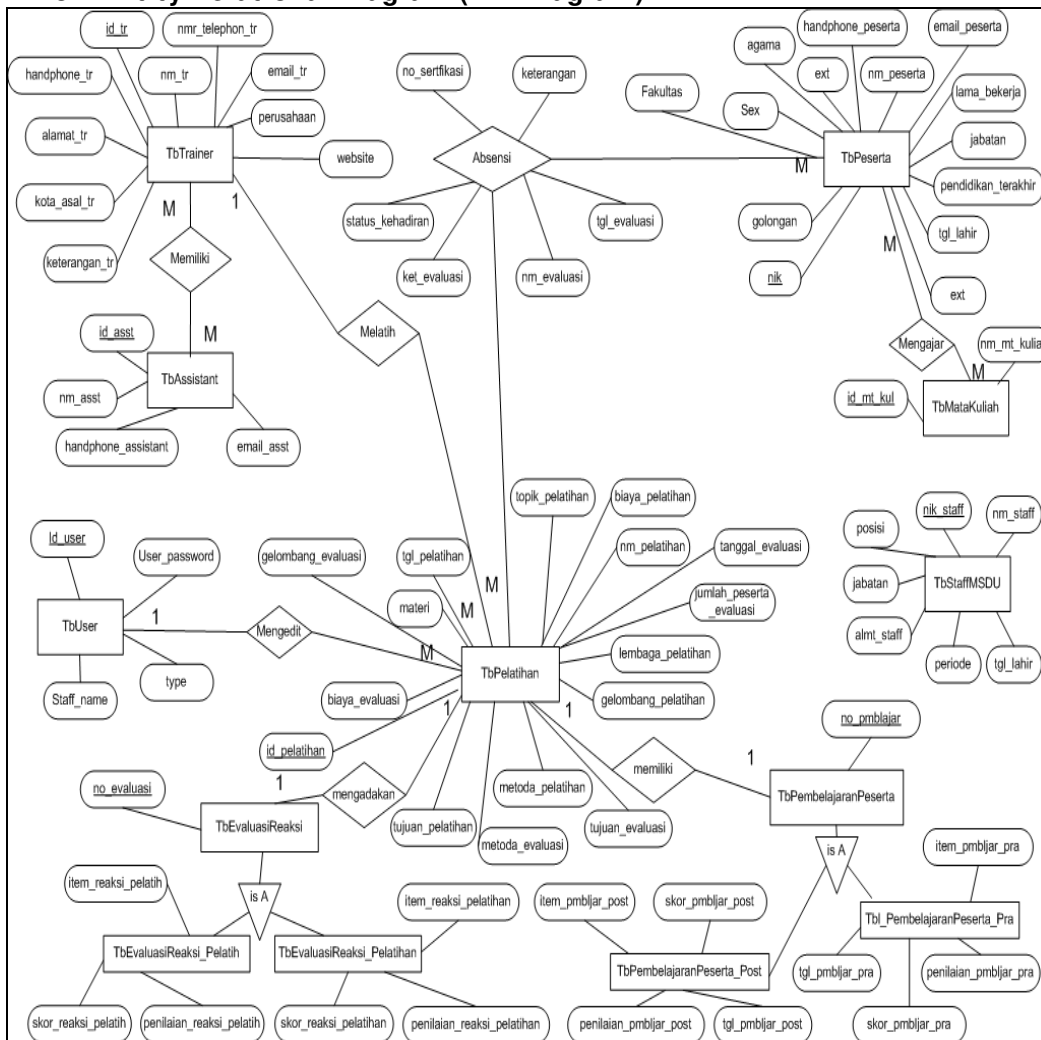 id_tr
nmr_telephon_tr
handphone_tr
nm_tr
email_tr
perusahaan
alamat_tr
TbTrainer
website
kota_asal_tr
M
1
keterangan_tr
Memiliki
id_asst
M
nm_asst
TbAssistant
handphone_assistant
email_asst
Melatih
no_sertfikasi
keterangan
Absensi
status_kehadiran
tgl_evaluasi
ket_evaluasi
nm_evaluasi
handphone_peserta
email_peserta
agama
ext
nm_peserta
Fakultas
Sex
lama_bekerja
TbPeserta
jabatan
M
pendidikan_terakhir
golongan
tgl_lahir
M
nik
ext
Mengajar
nm_mt_kulia
M
id_mt_kul
TbMataKuliah
Id_user
User_password
TbUser
1
Mengedit
M
type
Staff_name
topik_pelatihan
biaya_pelatihan
gelombang_evaluasi
tgl_pelatihan
nm_pelatihan
tanggal_evaluasi
M
materi
M
jumlah_peserta
_evaluasi
TbPelatihan
lembaga_pelatihan
biaya_evaluasi
gelombang_pelatihan
1
1
id_pelatihan
mengadakan
1
metoda_pelatihan
tujuan_pelatihan
metoda_evaluasi
tujuan_evaluasi
memiliki
1
nik_staff
nm_staff
posisi
jabatan
TbStaffMSDU
almt_staff
periode
tgl_lahir
no_pmblajar
TbPembelajaranPeserta
is A
item_pmbljar_pra
Tbl_PembelajaranPeserta_Pra
tgl_pmbljar_pra
penilaian_pmbljar_pra
skor_pmbljar_pra
no_evaluasi
TbEvaluasiReaksi
is A
item_reaksi_pelatih
item_reaksi_pelatihan
TbEvaluasiReaksi_Pelatih
TbEvaluasiReaksi_Pelatihan
skor_reaksi_pelatih
penilaian_reaksi_pelatih
skor_reaksi_pelatihan
penilaian_reaksi_pelatihan
item_pmbljar_post
skor_pmbljar_post
TbPembelajaranPeserta_Post
penilaian_pmbljar_post
tgl_pmbljar_post